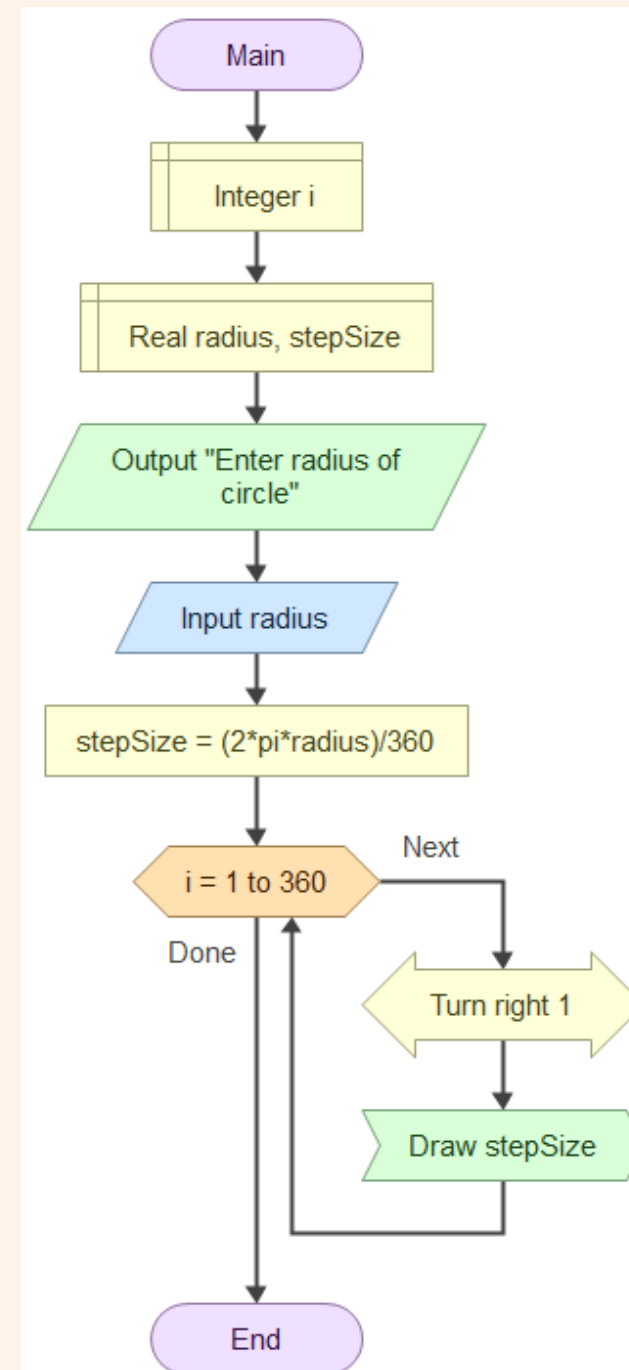 Main
Integer i
Real radius, stepSize
Output "Enter radius of
circle"
Input radius
stepSize = (2*pi*radius)/360
i = 1 to 360
Next
Done
Turn right 1
Draw stepSize
End